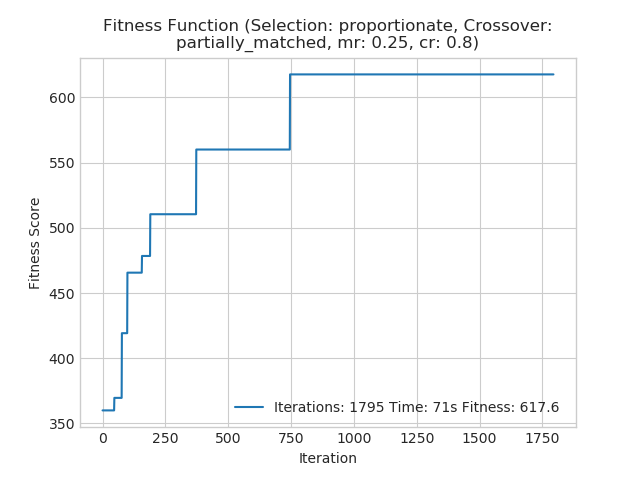 Fitness Function (Selection: proportionate, Crossover:
partially_matched, mr: 0.25, cr: 0.8)
Fitness Score
600
550
500
450
400
350
Iterations: 1795 Time: 71s Fitness: 617.6
0 250 500 750 1000 1250 1500 1750
Iteration